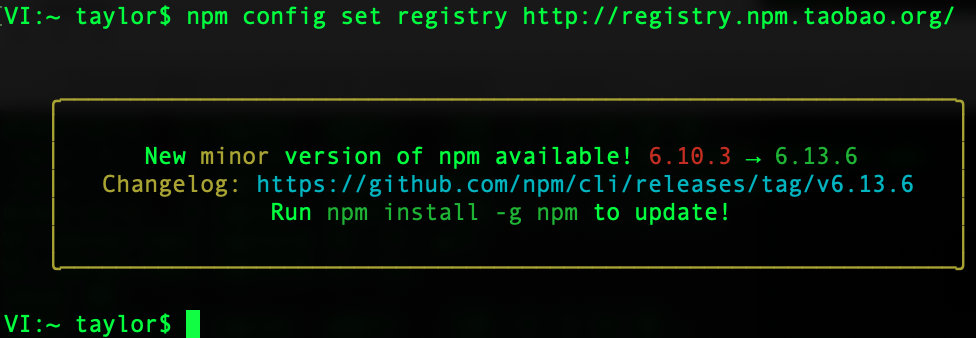 VI:~ taylor$ npm config set registry http://registry.npm.taobao.org/
New minor version of npm available! 6.10.3 → 6.13.6
Changelog: https://github.com/npm/cli/releases/tag/v6.13.6
Run npm install -g npm to update!
VI:~ taylor$